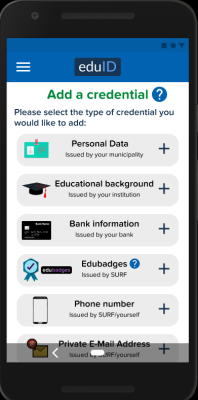 eduID
Add a credential ?
Please select the type of credential you
would like to add:
Personal Data
Issued by your municipality
Educational background
Issued by your institution
Bank information
Issued by your bank
Edubadges ?
edubadges
Issued by SURF
Phone number
Issued by SURF/yourself
Private E-Mail Address
Issued by SURF/yourself